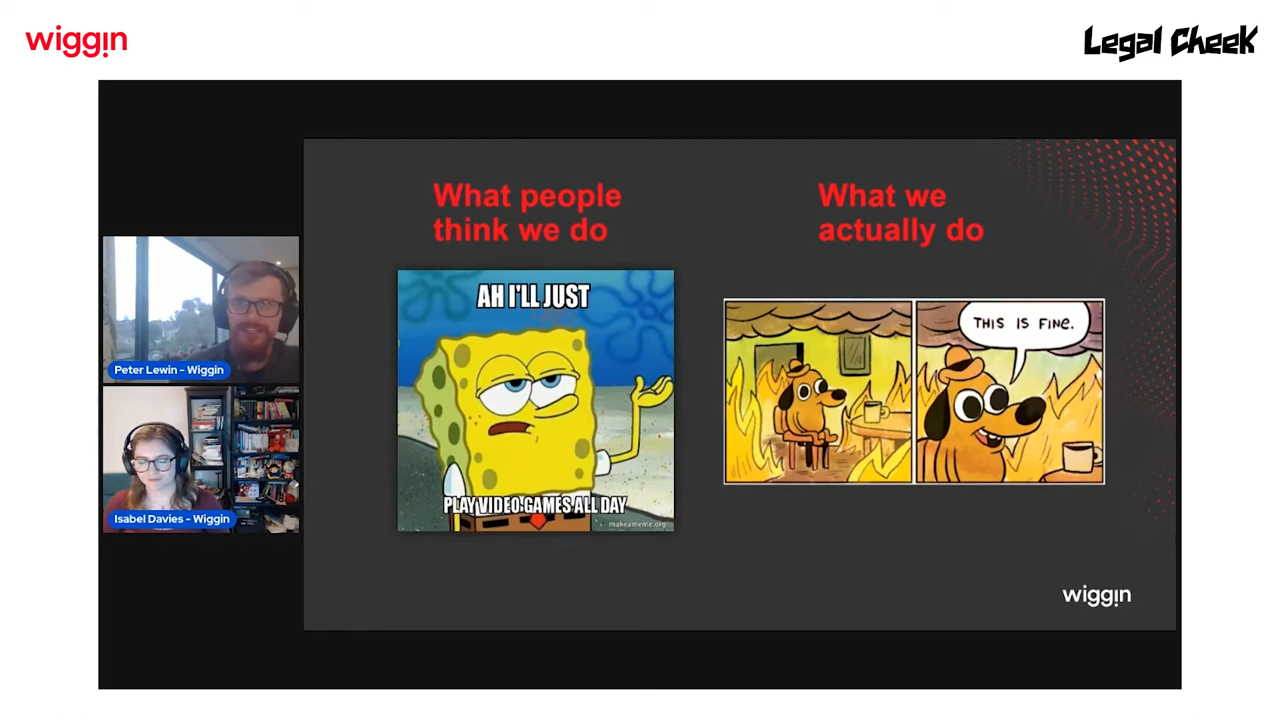 wiggin
Legal Cheek
What people
think we do
What we
actually do
AH I'LL JUST
PLAY VIDEO GAMES ALL DAY
makeameme.org
THIS IS FINE.
Peter Lewin - Wiggin
Isabel Davies - Wiggin
wiggin